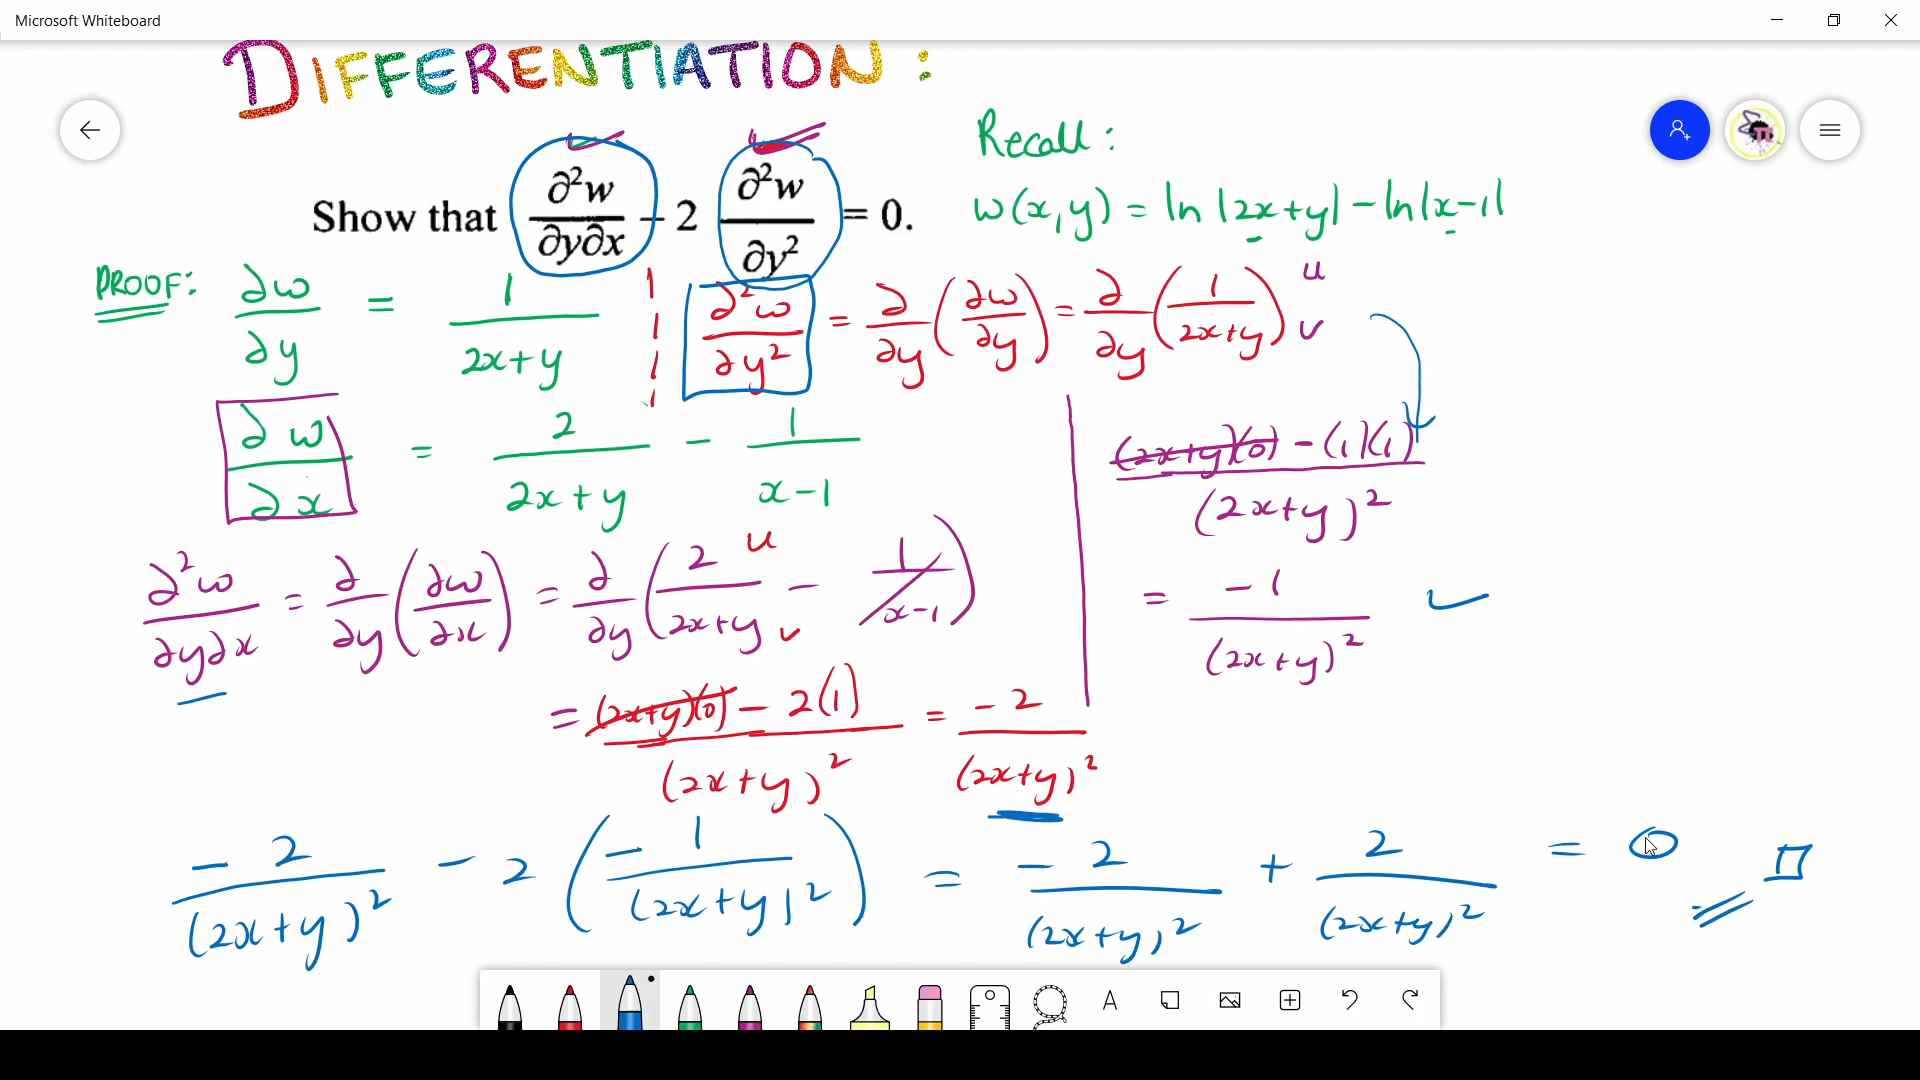 Microsoft Whiteboard
DIFFERENTIATION :
Show that ∂²w/∂y∂x − 2 ∂²w/∂y² = 0.
Recall :
w(x,y) = ln |2x+y| − ln|x−1|
PROOF: ∂w/∂y = 1/(2x+y)
∂²w/∂y² = ∂/∂y (∂w/∂y) = ∂/∂y (1/(2x+y)) u v
∂w/∂x = 2/(2x+y) − 1/(x−1)
((2x+y)(0) − (1)(1))/(2x+y)²
= −1/(2x+y)²
∂²w/∂y∂x = ∂/∂y (∂w/∂x) = ∂/∂y (2/(2x+y) − 1/(x−1)) u v
= ((2x+y)(0) − 2(1))/(2x+y)² = −2/(2x+y)²
−2/(2x+y)² − 2 (−1/(2x+y)²) = −2/(2x+y)² + 2/(2x+y)² = 0